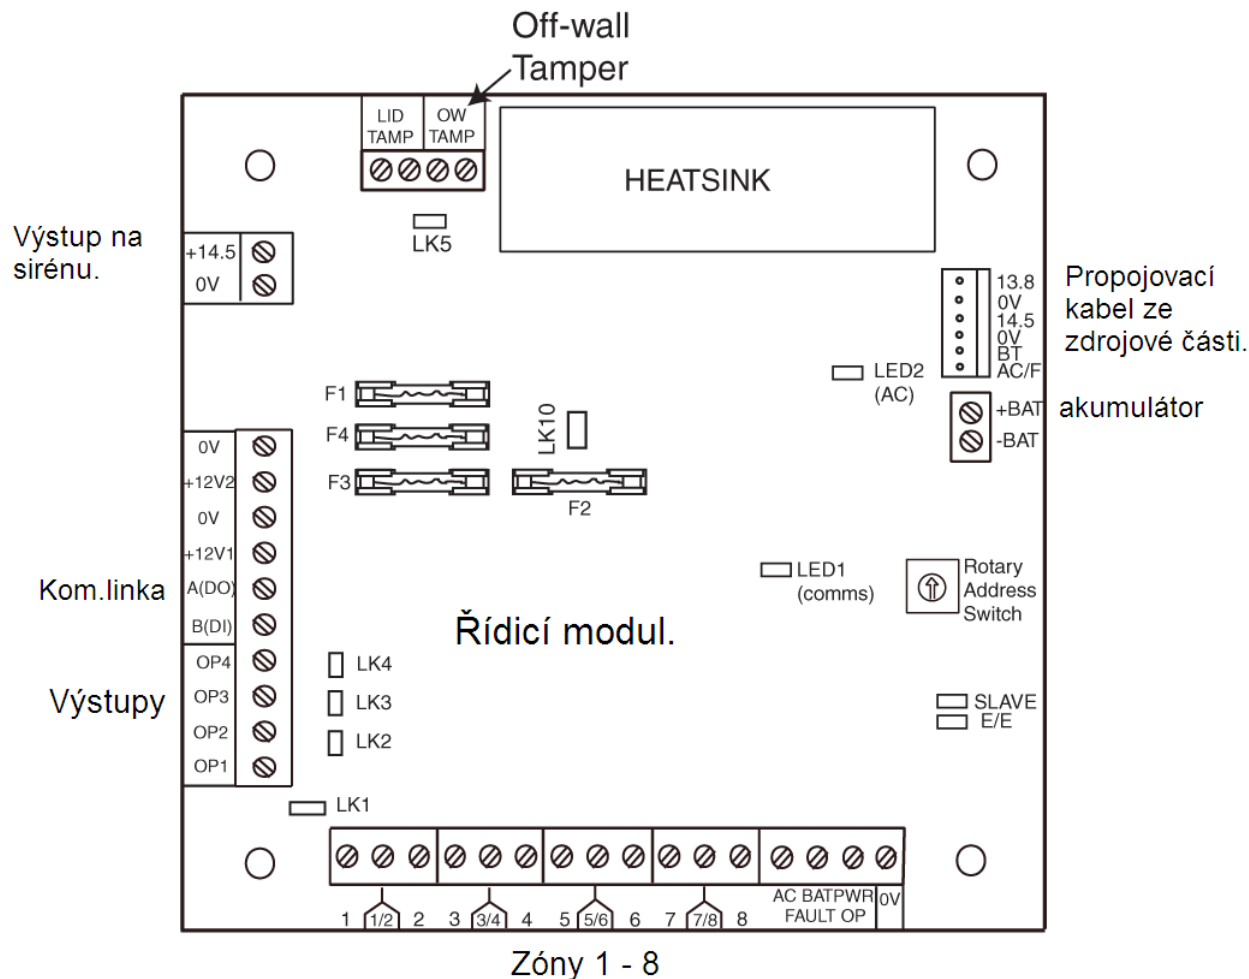 Off-wall
Tamper
LID
TAMP
OW
TAMP
HEATSINK
LK5
Výstup na
sirénu.
+14.5
0V
13.8
0V
14.5
0V
BT
AC/F
Propojovací
kabel ze
zdrojové části.
LED2
(AC)
+BAT
-BAT
akumulátor
F1
F4
F3
LK10
F2
0V
+12V2
0V
+12V1
A(DO)
B(DI)
Kom.linka
LED1
(comms)
Rotary
Address
Switch
Řídicí modul.
OP4
OP3
OP2
OP1
Výstupy
LK4
LK3
LK2
SLAVE
E/E
LK1
1 1/2 2 3 3/4 4 5 5/6 6 7 7/8 8
AC BATPWR
FAULT OP
0V
Zóny 1 - 8